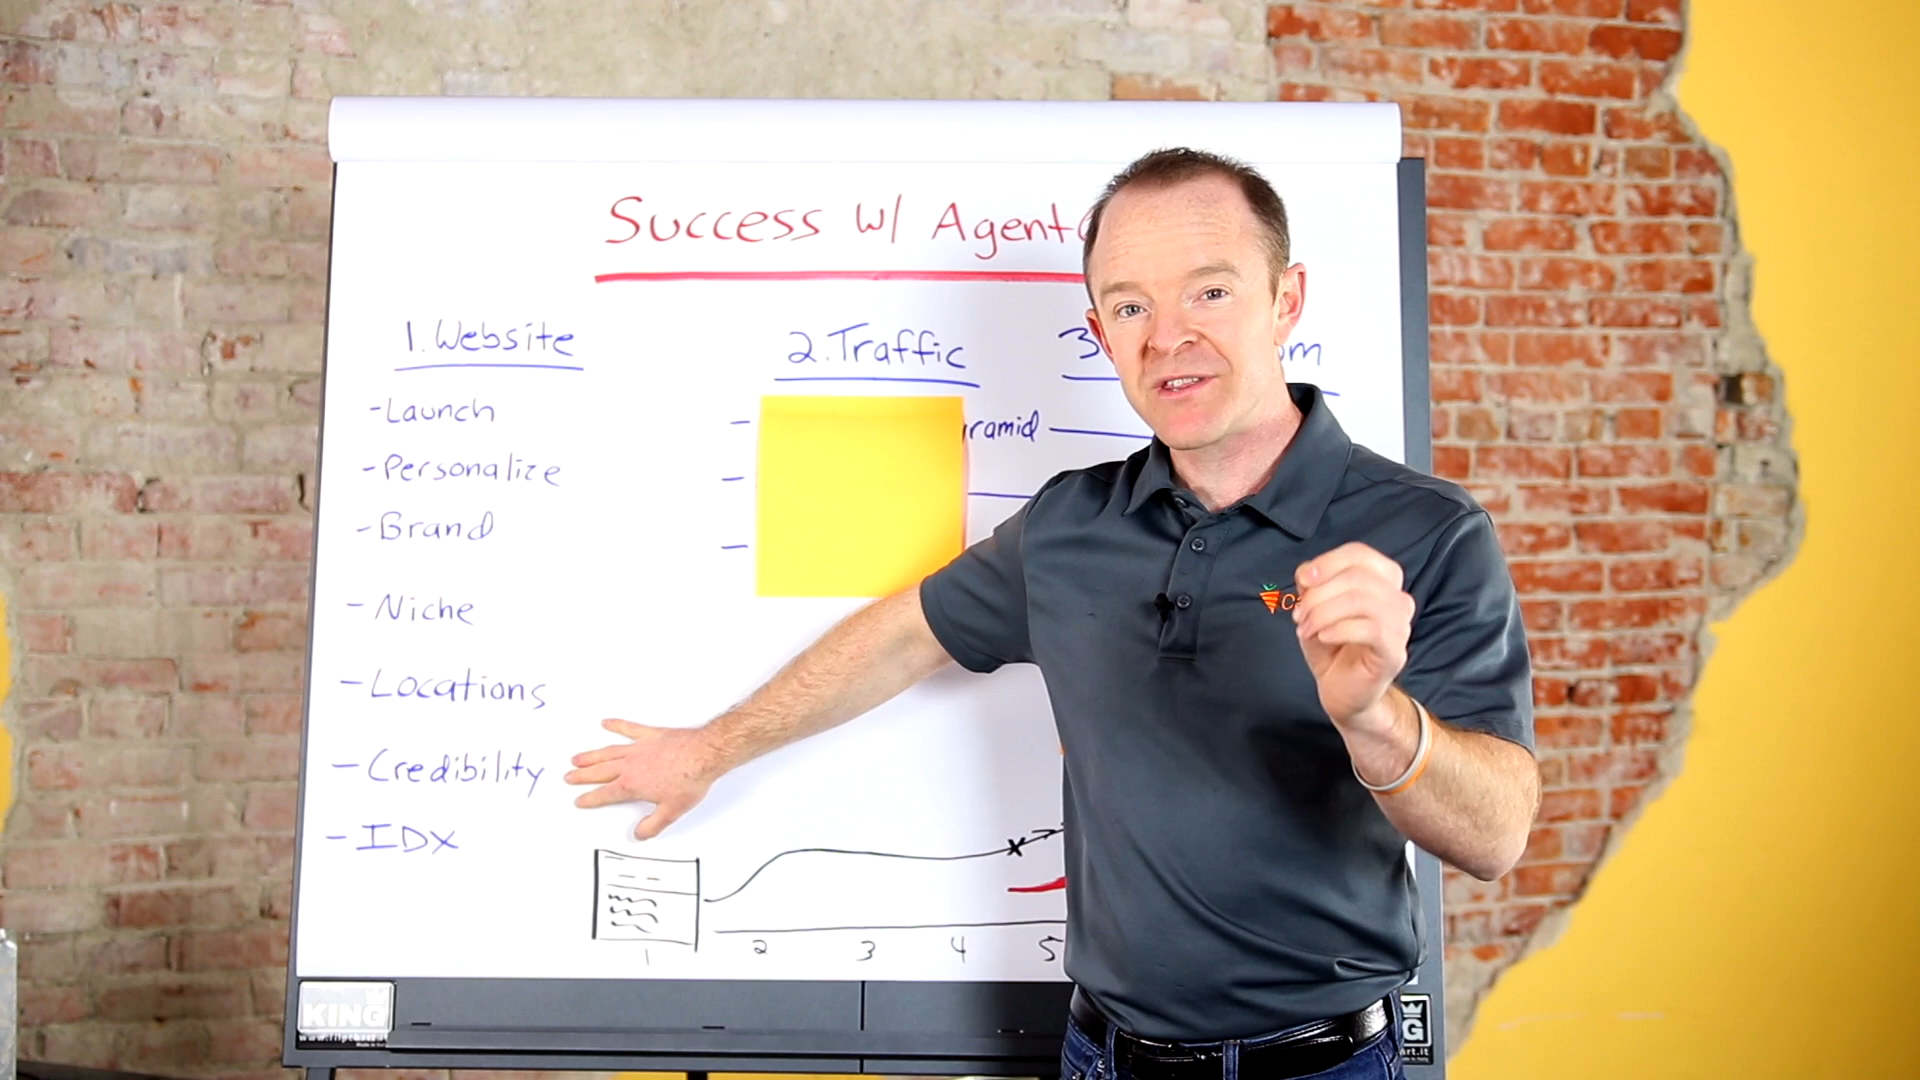 Success w/ Agent
1. Website
2. Traffic
3
- Launch
- Personalize
- Brand
- Niche
- Locations
- Credibility
- IDX
1 2 3 4 5
KING